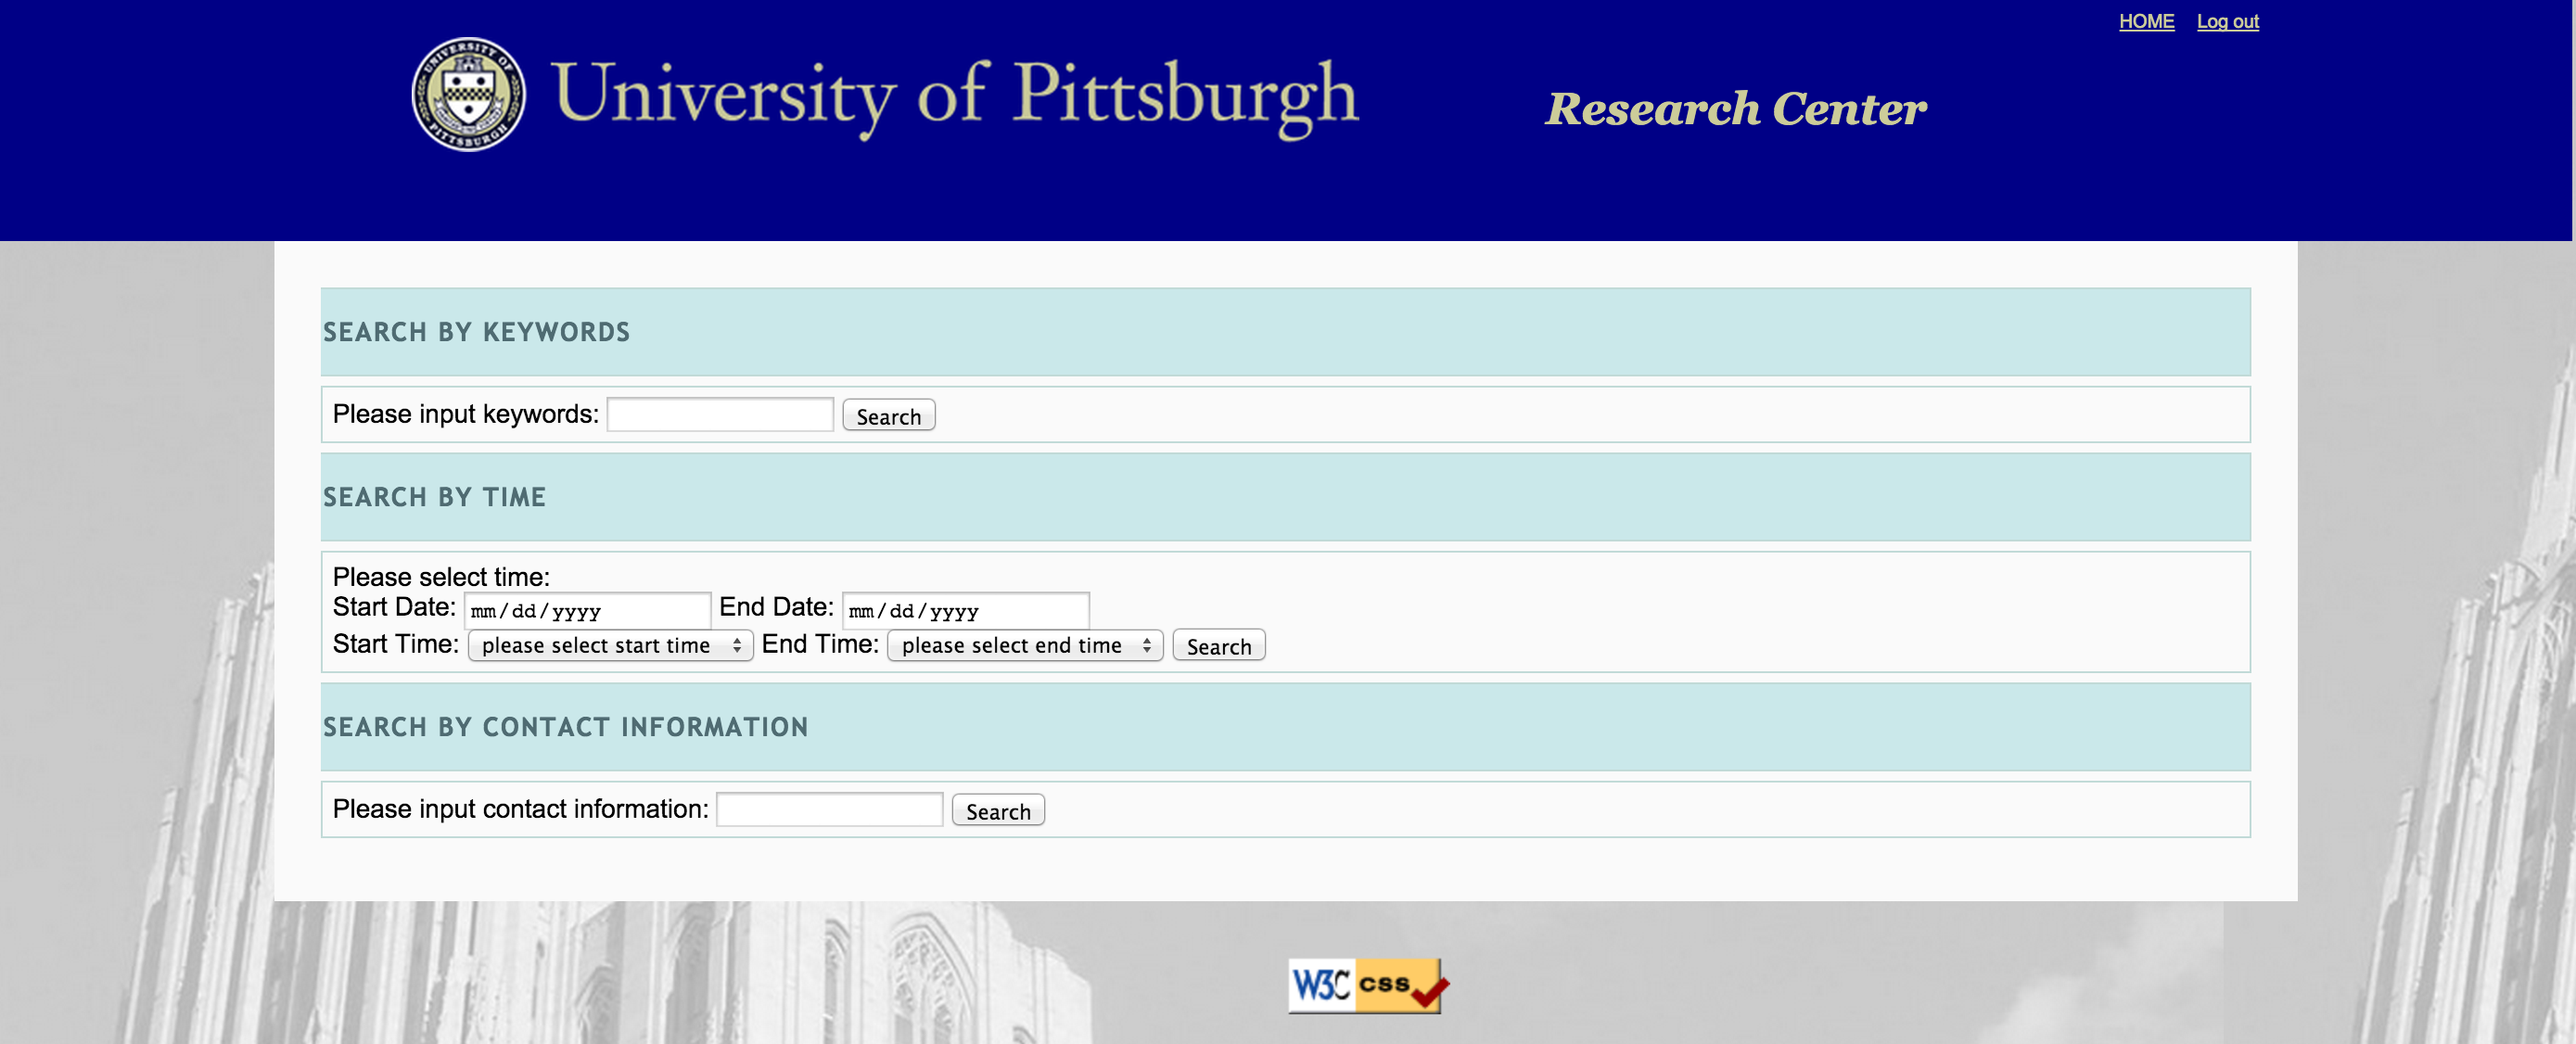 HOME Log out
UNIVERSITY OF PITTSBURGH
University of Pittsburgh
Research Center
SEARCH BY KEYWORDS
Please input keywords: Search
SEARCH BY TIME
Please select time:
Start Date: mm/dd/yyyy End Date: mm/dd/yyyy
Start Time: please select start time End Time: please select end time Search
SEARCH BY CONTACT INFORMATION
Please input contact information: Search
W3C css